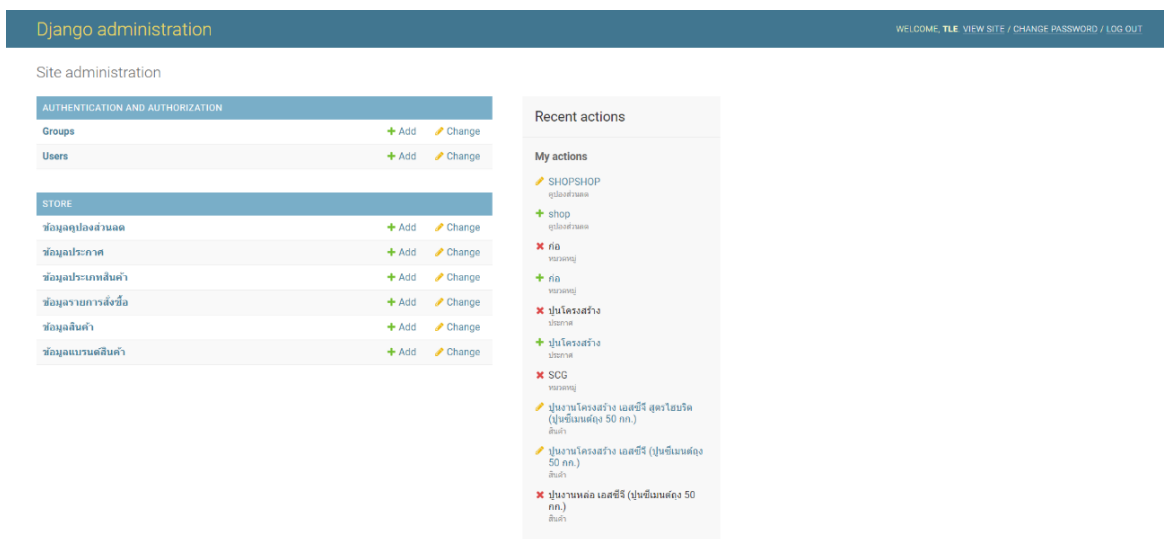 Django administration
WELCOME, TLE. VIEW SITE / CHANGE PASSWORD / LOG OUT
Site administration
AUTHENTICATION AND AUTHORIZATION
Groups Add Change
Users Add Change
STORE
ข้อมูลคูปองส่วนลด Add Change
ข้อมูลประกาศ Add Change
ข้อมูลประเภทสินค้า Add Change
ข้อมูลรายการสั่งซื้อ Add Change
ข้อมูลสินค้า Add Change
ข้อมูลแบรนด์สินค้า Add Change
Recent actions
My actions
SHOPSHOP
คูปองส่วนลด
shop
คูปองส่วนลด
ก่อ
หมวดหมู่
ก่อ
หมวดหมู่
ปูนโครงสร้าง
ประกาศ
ปูนโครงสร้าง
ประกาศ
SCG
หมวดหมู่
ปูนงานโครงสร้าง เอสซีจี สูตรไฮบริด
(ปูนซีเมนต์ถุง 50 กก.)
สินค้า
ปูนงานโครงสร้าง เอสซีจี (ปูนซีเมนต์ถุง
50 กก.)
สินค้า
ปูนงานหล่อ เอสซีจี (ปูนซีเมนต์ถุง 50
กก.)
สินค้า